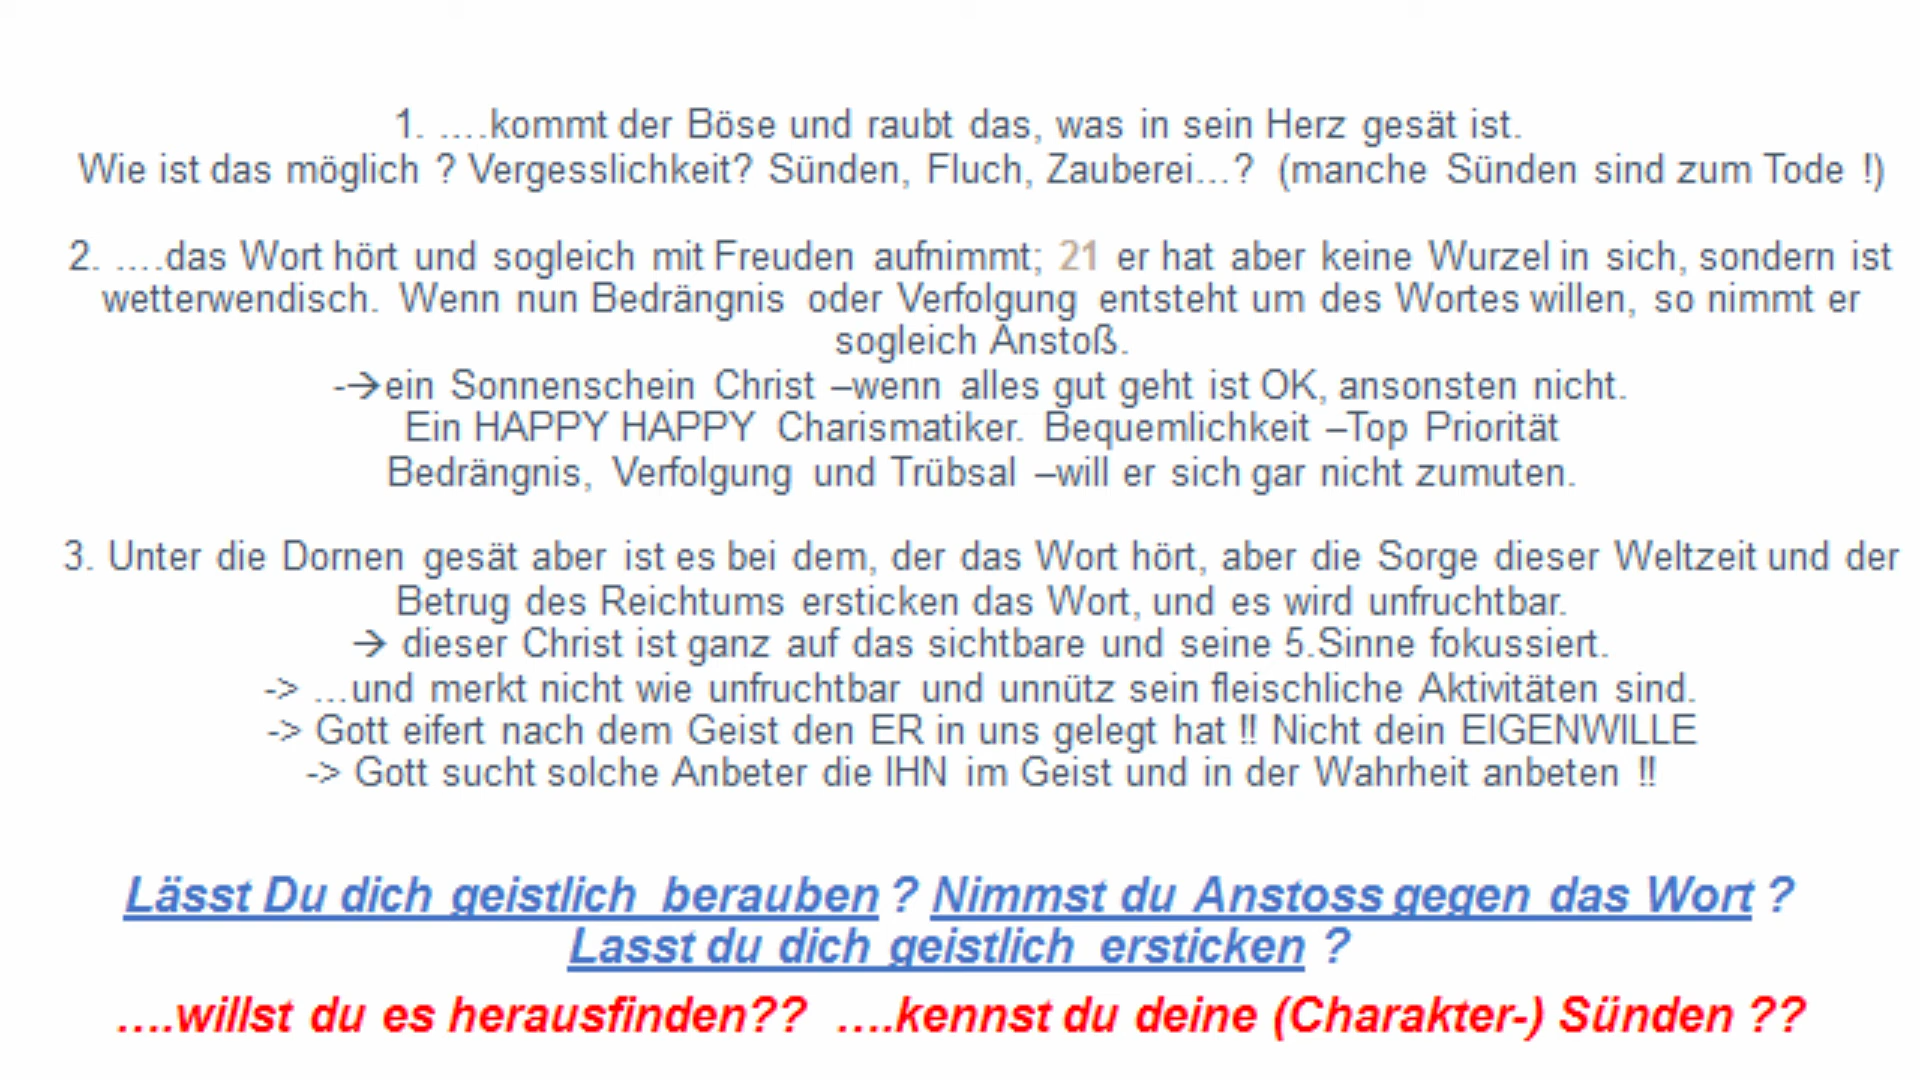 1. ....kommt der Böse und raubt das, was in sein Herz gesät ist.
Wie ist das möglich ? Vergesslichkeit? Sünden, Fluch, Zauberei...? (manche Sünden sind zum Tode !)
2. ....das Wort hört und sogleich mit Freuden aufnimmt; 21 er hat aber keine Wurzel in sich, sondern ist
wetterwendisch. Wenn nun Bedrängnis oder Verfolgung entsteht um des Wortes willen, so nimmt er
sogleich Anstoß.
-→ein Sonnenschein Christ –wenn alles gut geht ist OK, ansonsten nicht.
Ein HAPPY HAPPY Charismatiker. Bequemlichkeit –Top Priorität
Bedrängnis, Verfolgung und Trübsal –will er sich gar nicht zumuten.
3. Unter die Dornen gesät aber ist es bei dem, der das Wort hört, aber die Sorge dieser Weltzeit und der
Betrug des Reichtums ersticken das Wort, und es wird unfruchtbar.
→ dieser Christ ist ganz auf das sichtbare und seine 5.Sinne fokussiert.
-> ...und merkt nicht wie unfruchtbar und unnütz sein fleischliche Aktivitäten sind.
-> Gott eifert nach dem Geist den ER in uns gelegt hat !! Nicht dein EIGENWILLE
-> Gott sucht solche Anbeter die IHN im Geist und in der Wahrheit anbeten !!
Lässt Du dich geistlich berauben ? Nimmst du Anstoss gegen das Wort ?
Lasst du dich geistlich ersticken ?
....willst du es herausfinden?? ....kennst du deine (Charakter-) Sünden ??